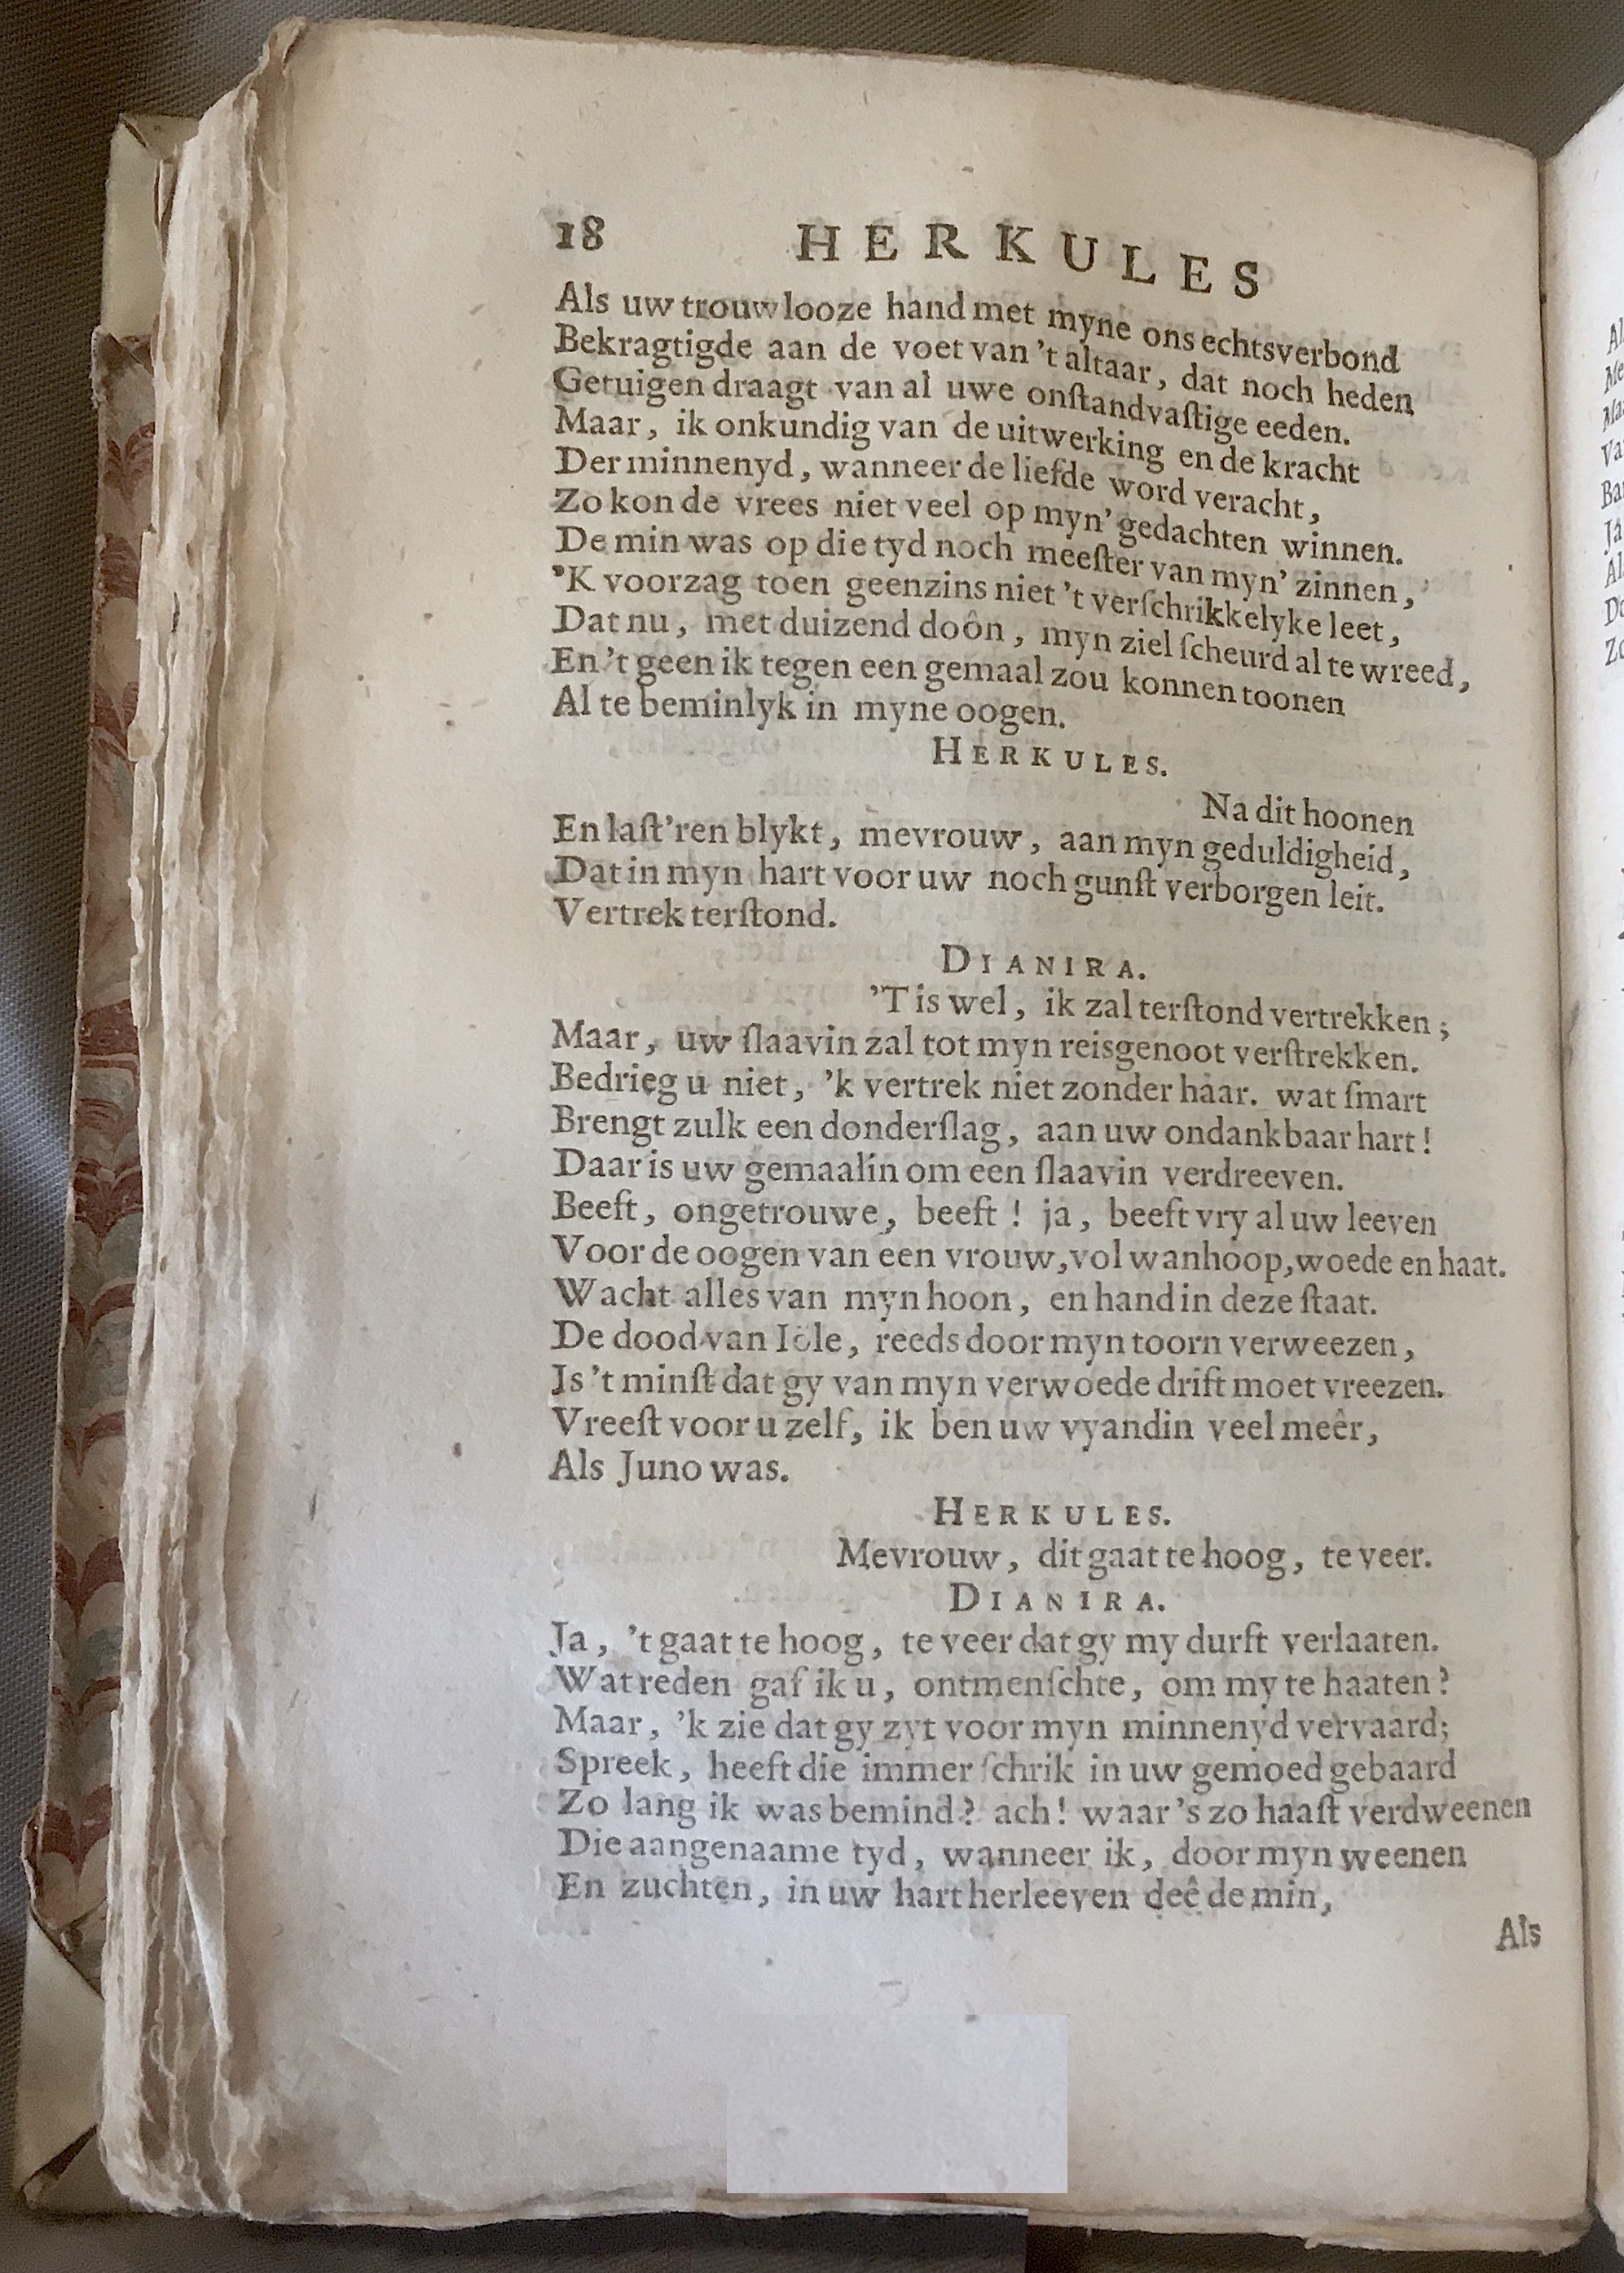 18 HERKULES
Als uw trouwlooze hand met myne ons echtsverbond
Bekragtigde aan de voet van 't altaar, dat noch heden
Getuigen draagt van al uwe onſtandvaſtige eeden.
Maar, ik onkundig van de uitwerking en de kracht
Der minnenyd, wanneer de liefde word veracht,
Zo kon de vrees niet veel op myn' gedachten winnen.
De min was op die tyd noch meeſter van myn' zinnen,
'K voorzag toen geenzins niet 't verſchrikkelyke leet,
Dat nu, met duizend doôn, myn ziel ſcheurd al te wreed,
En 't geen ik tegen een gemaal zou konnen toonen
Al te beminlyk in myne oogen.
HERKULES.
Na dit hoonen
En laſt'ren blykt, mevrouw, aan myn geduldigheid,
Dat in myn hart voor uw noch gunſt verborgen leit.
Vertrek terſtond.
DIANIRA.
'T is wel, ik zal terſtond vertrekken;
Maar, uw ſlaavin zal tot myn reisgenoot verſtrekken.
Bedrieg u niet, 'k vertrek niet zonder haar. wat ſmart
Brengt zulk een donderſlag, aan uw ondankbaar hart!
Daar is uw gemaalin om een ſlaavin verdreeven.
Beeft, ongetrouwe, beeft! ja, beeft vry al uw leeven
Voor de oogen van een vrouw, vol wanhoop, woede en haat.
Wacht alles van myn hoon, en hand in deze ſtaat.
De dood van Iöle, reeds door myn toorn verweezen,
Is 't minſt dat gy van myn verwoede drift moet vreezen.
Vreeſt voor u zelf, ik ben uw vyandin veel meêr,
Als Juno was.
HERKULES.
Mevrouw, dit gaat te hoog, te veer.
DIANIRA.
Ja, 't gaat te hoog, te veer dat gy my durft verlaaten.
Wat reden gaf ik u, ontmenſchte, om my te haaten?
Maar, 'k zie dat gy zyt voor myn minnenyd vervaard;
Spreek, heeft die immer ſchrik in uw gemoed gebaard
Zo lang ik was bemind? ach! waar 's zo haaſt verdweenen
Die aangenaame tyd, wanneer ik, door myn weenen
En zuchten, in uw hart herleeven deê de min,
Als